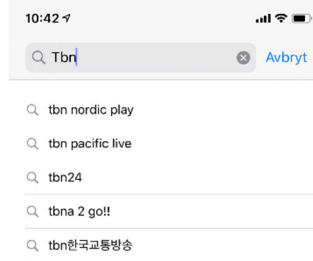 10:42
Tbn
Avbryt
tbn nordic play
tbn pacific live
tbn24
tbna 2 go!!
tbn한국교통방송